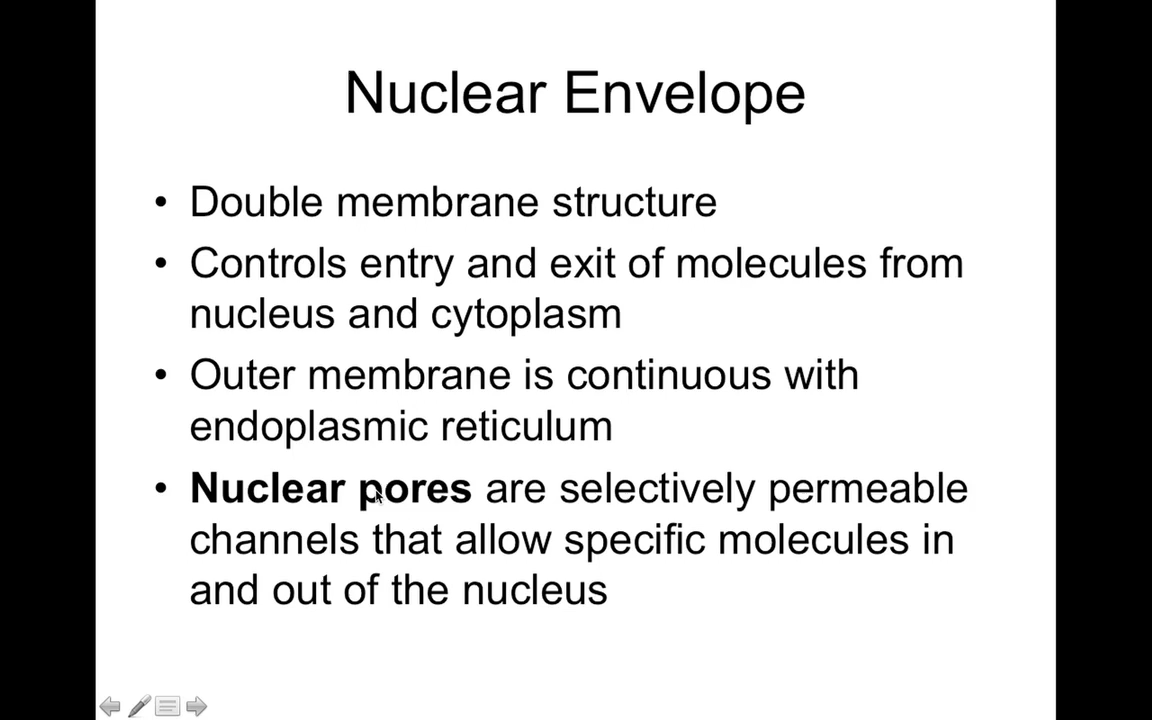 Nuclear Envelope
• Double membrane structure
• Controls entry and exit of molecules from
nucleus and cytoplasm
• Outer membrane is continuous with
endoplasmic reticulum
• Nuclear pores are selectively permeable
channels that allow specific molecules in
and out of the nucleus